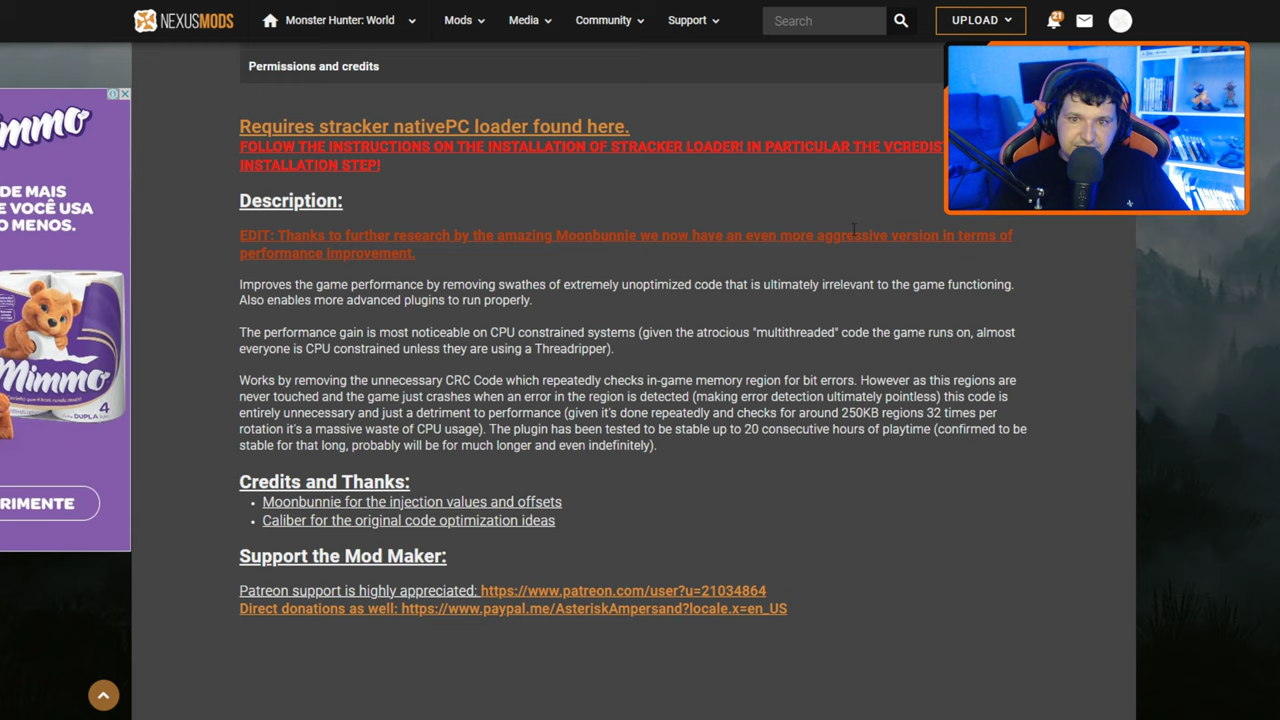 NEXUSMODS
Monster Hunter: World
Mods
Media
Community
Support
Search
UPLOAD
21
Permissions and credits
Requires stracker nativePC loader found here.
FOLLOW THE INSTRUCTIONS ON THE INSTALLATION OF STRACKER LOADER! IN PARTICULAR THE VCREDIST
INSTALLATION STEP!
Description:
EDIT: Thanks to further research by the amazing Moonbunnie we now have an even more aggressive version in terms of
performance improvement.
Improves the game performance by removing swathes of extremely unoptimized code that is ultimately irrelevant to the game functioning.
Also enables more advanced plugins to run properly.
The performance gain is most noticeable on CPU constrained systems (given the atrocious "multithreaded" code the game runs on, almost
everyone is CPU constrained unless they are using a Threadripper).
Works by removing the unnecessary CRC Code which repeatedly checks in-game memory region for bit errors. However as this regions are
never touched and the game just crashes when an error in the region is detected (making error detection ultimately pointless) this code is
entirely unnecessary and just a detriment to performance (given it's done repeatedly and checks for around 250KB regions 32 times per
rotation it's a massive waste of CPU usage). The plugin has been tested to be stable up to 20 consecutive hours of playtime (confirmed to be
stable for that long, probably will be for much longer and even indefinitely).
Credits and Thanks:
• Moonbunnie for the injection values and offsets
• Caliber for the original code optimization ideas
Support the Mod Maker:
Patreon support is highly appreciated: https://www.patreon.com/user?u=21034864
Direct donations as well: https://www.paypal.me/AsteriskAmpersand?locale.x=en_US
mmo
DE MAIS
E VOCÊ USA
O MENOS.
Mimmo
DUPLA
4
RIMENTE